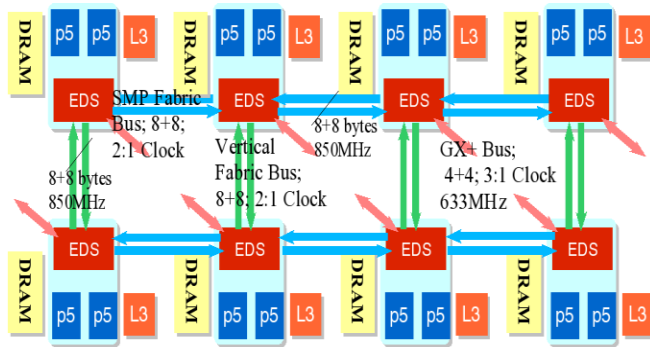 DRAM
p5 p5
L3
DRAM
p5 p5
L3
DRAM
p5 p5
L3
DRAM
p5 p5
L3
EDS
EDS
EDS
EDS
SMP Fabric
Bus; 8+8;
2:1 Clock
8+8 bytes
850MHz
8+8 bytes
850MHz
Vertical
Fabric Bus;
8+8; 2:1 Clock
GX+ Bus;
4+4; 3:1 Clock
633MHz
EDS
EDS
EDS
EDS
DRAM
p5 p5
L3
DRAM
p5 p5
L3
DRAM
p5 p5
L3
DRAM
p5 p5
L3